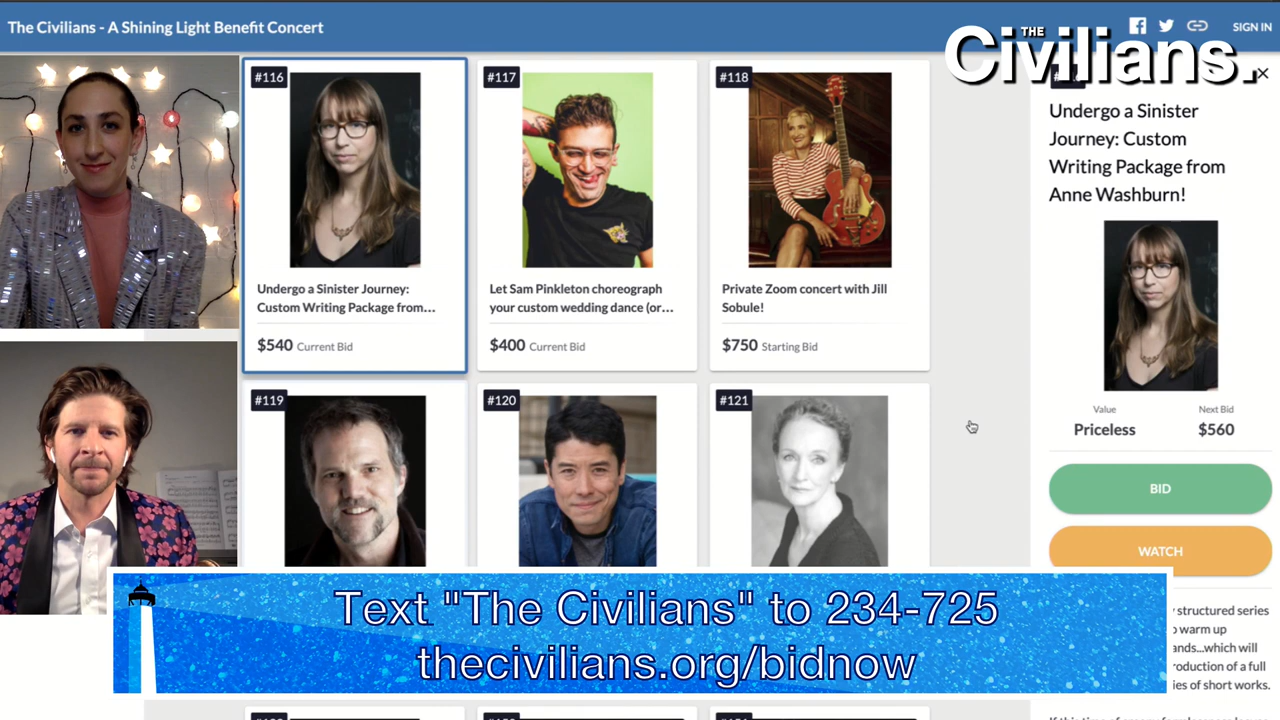 The Civilians - A Shining Light Benefit Concert
SIGN IN
THE
Civilians.
#116
#117
#118
Undergo a Sinister Journey:
Custom Writing Package from...
$540 Current Bid
Let Sam Pinkleton choreograph
your custom wedding dance (or...
$400 Current Bid
Private Zoom concert with Jill
Sobule!
$750 Starting Bid
#119
#120
#121
Undergo a Sinister
Journey: Custom
Writing Package from
Anne Washburn!
Value
Priceless
Next Bid
$560
BID
WATCH
structured series
warm up
ands...which will
roduction of a full
ies of short works.
Text "The Civilians" to 234-725
thecivilians.org/bidnow